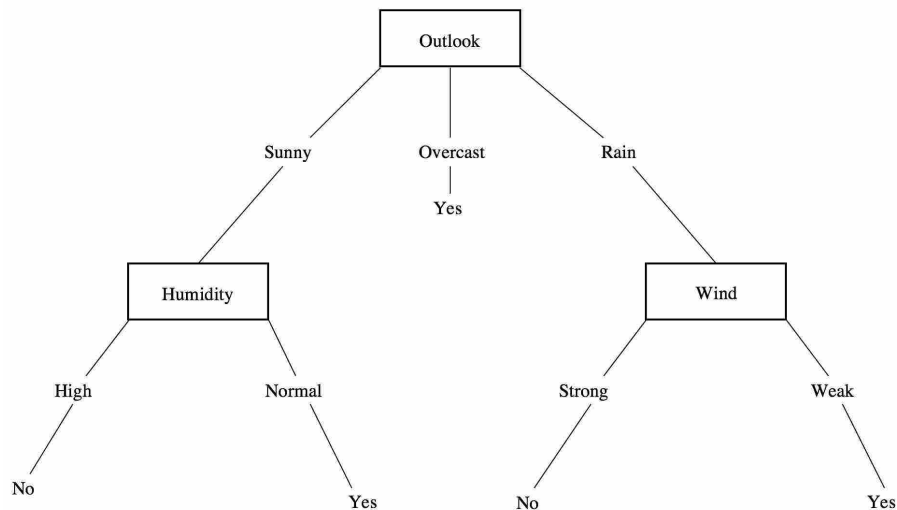 Outlook
Sunny
Overcast
Rain
Yes
Humidity
Wind
High
Normal
Strong
Weak
No
Yes
No
Yes